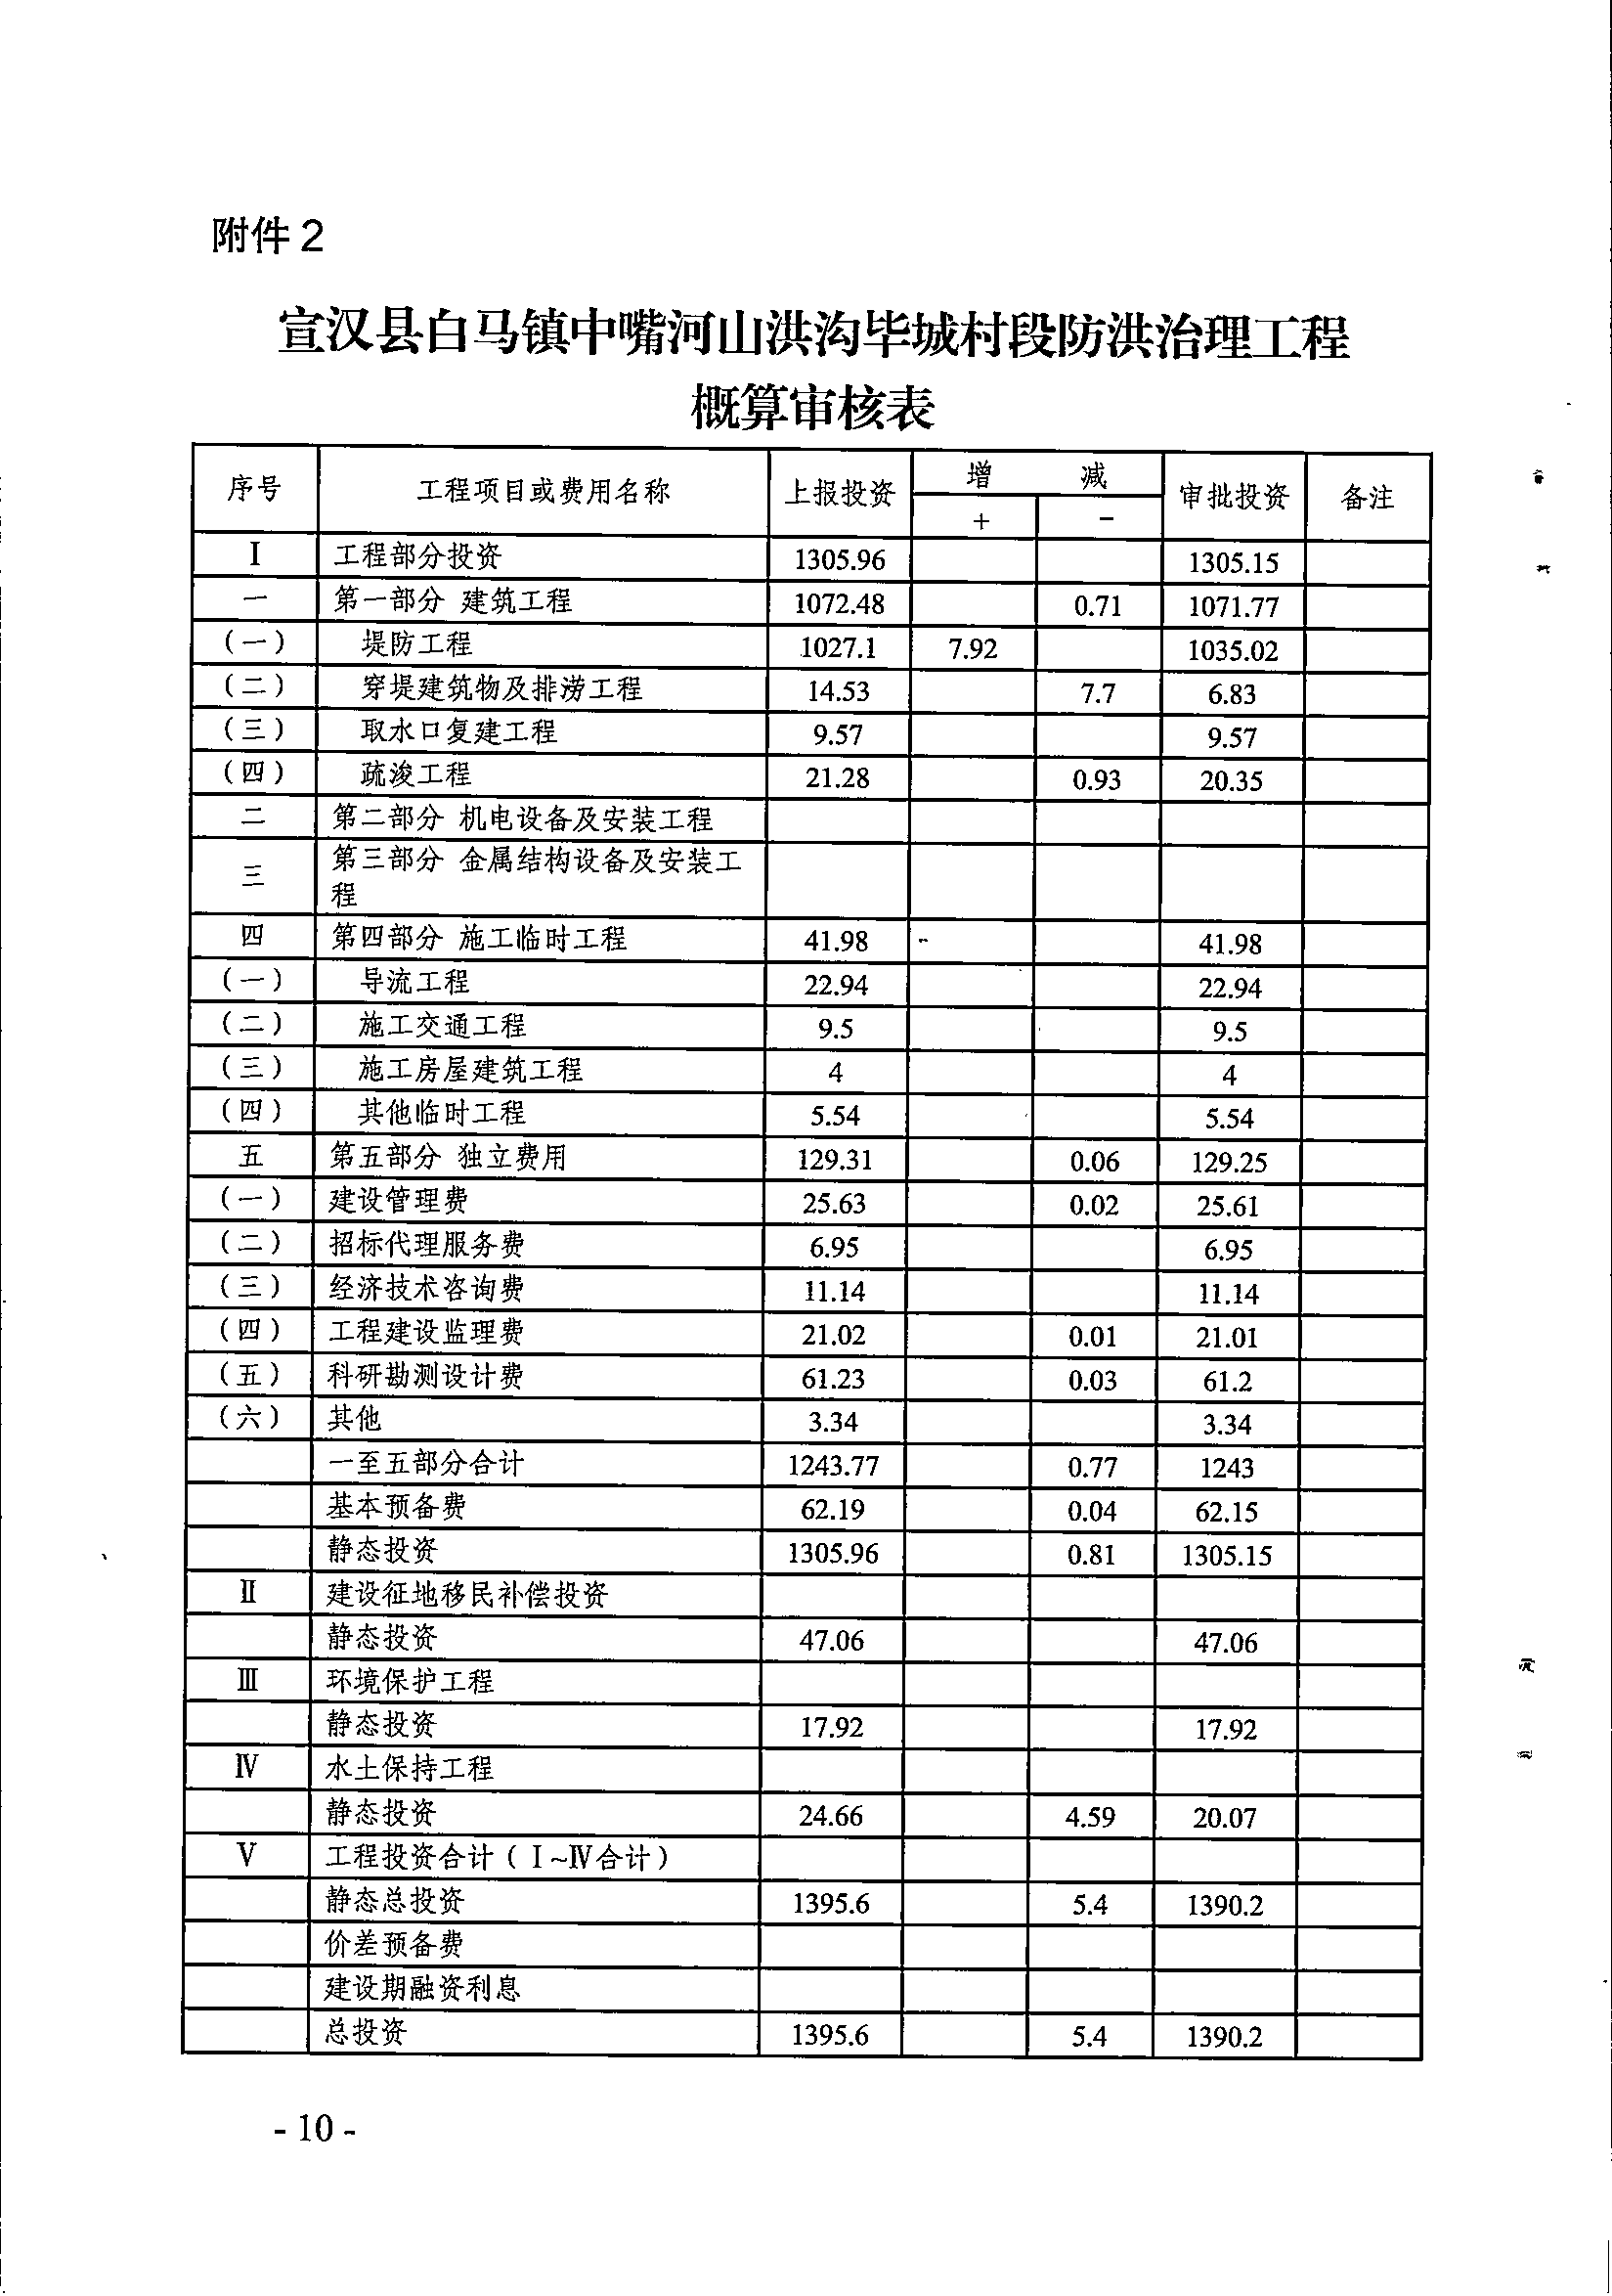 附件2
宣汉县白马镇中嘴河山洪沟毕城村段防洪治理工程
概算审核表
序号 工程项目或费用名称 上报投资 增 减 审批投资 备注
+ −
Ⅰ 工程部分投资 1305.96 1305.15
一 第一部分 建筑工程 1072.48 0.71 1071.77
(一) 堤防工程 1027.1 7.92 1035.02
(二) 穿堤建筑物及排涝工程 14.53 7.7 6.83
(三) 取水口复建工程 9.57 9.57
(四) 疏浚工程 21.28 0.93 20.35
二 第二部分 机电设备及安装工程
三 第三部分 金属结构设备及安装工
程
四 第四部分 施工临时工程 41.98 41.98
(一) 导流工程 22.94 22.94
(二) 施工交通工程 9.5 9.5
(三) 施工房屋建筑工程 4 4
(四) 其他临时工程 5.54 5.54
五 第五部分 独立费用 129.31 0.06 129.25
(一) 建设管理费 25.63 0.02 25.61
(二) 招标代理服务费 6.95 6.95
(三) 经济技术咨询费 11.14 11.14
(四) 工程建设监理费 21.02 0.01 21.01
(五) 科研勘测设计费 61.23 0.03 61.2
(六) 其他 3.34 3.34
一至五部分合计 1243.77 0.77 1243
基本预备费 62.19 0.04 62.15
静态投资 1305.96 0.81 1305.15
Ⅱ 建设征地移民补偿投资
静态投资 47.06 47.06
Ⅲ 环境保护工程
静态投资 17.92 17.92
Ⅳ 水土保持工程
静态投资 24.66 4.59 20.07
Ⅴ 工程投资合计(Ⅰ~Ⅳ合计)
静态总投资 1395.6 5.4 1390.2
价差预备费
建设期融资利息
总投资 1395.6 5.4 1390.2
- 10 -